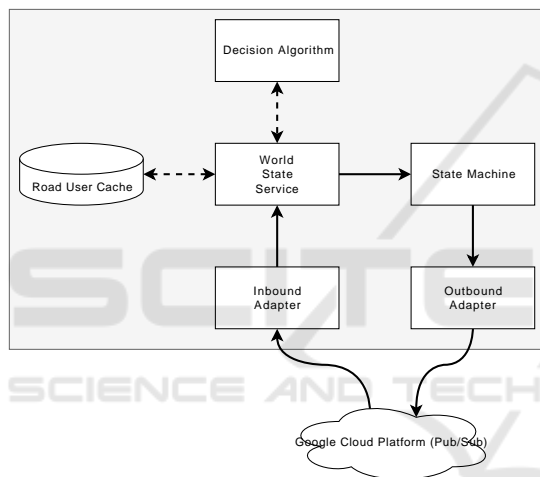 Decision Algorithm
Road User Cache
World
State
Service
State Machine
Inbound
Adapter
Outbound
Adapter
SCITE
SCIENCE AND TECH
Google Cloud Platform (Pub/Sub)